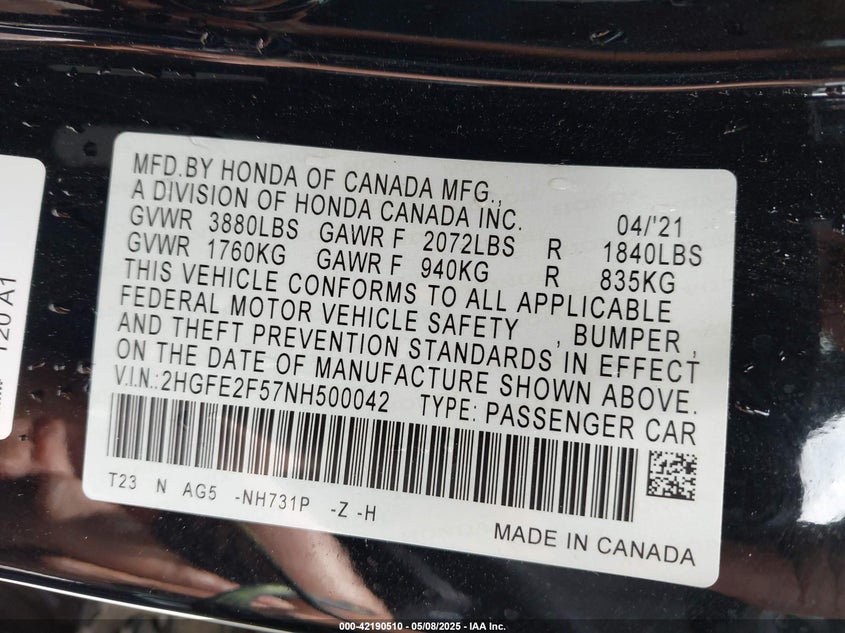 MFD.BY HONDA OF CANADA MFG.,
A DIVISION OF HONDA CANADA INC. 04/'21
GVWR 3880LBS GAWR F 2072LBS R 1840LBS
GVWR 1760KG GAWR F 940KG R 835KG
THIS VEHICLE CONFORMS TO ALL APPLICABLE
FEDERAL MOTOR VEHICLE SAFETY , BUMPER ,
AND THEFT PREVENTION STANDARDS IN EFFECT
ON THE DATE OF MANUFACTURE SHOWN ABOVE.
V.I.N.:2HGFE2F57NH500042 TYPE: PASSENGER CAR
T23 N AG5 -NH731P -Z -H
MADE IN CANADA
120 A1
000-42190510 - 05/08/2025 - IAA Inc.